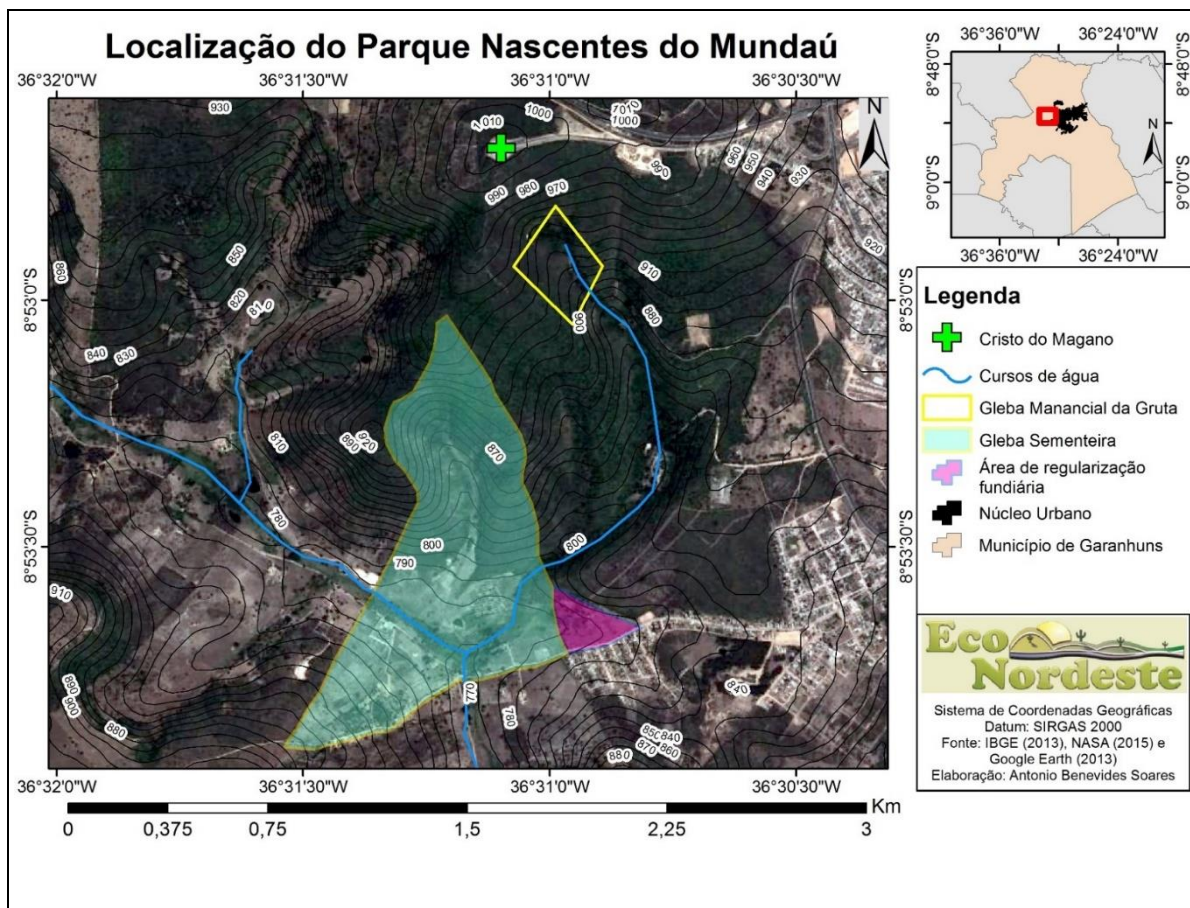 Localização do Parque Nascentes do Mundaú
36°32'0"W 36°31'30"W 36°31'0"W 36°30'30"W
8°53'0"S
8°53'30"S
8°53'0"S
8°53'30"S
930
1000
1010
1010
1000
990
960
950
940
930
990
980
970
920
860
850
820
810
910
880
900
840
830
870
810
890
920
780
800
790
800
910
890
900
880
770
780
840
850
840
860
870
880
36°32'0"W 36°31'30"W 36°31'0"W 36°30'30"W
Km
0 0,375 0,75 1,5 2,25 3
N
36°36'0"W 36°24'0"W
8°48'0"S
9°0'0"S
8°48'0"S
9°0'0"S
N
36°36'0"W 36°24'0"W
Legenda
Cristo do Magano
Cursos de água
Gleba Manancial da Gruta
Gleba Sementeira
Área de regularização
fundiária
Núcleo Urbano
Município de Garanhuns
Eco
Nordeste
Sistema de Coordenadas Geográficas
Datum: SIRGAS 2000
Fonte: IBGE (2013), NASA (2015) e
Google Earth (2013)
Elaboração: Antonio Benevides Soares